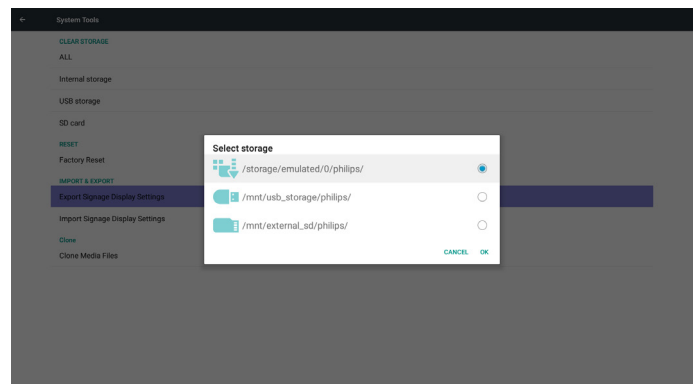 System Tools
CLEAR STORAGE
ALL
Internal storage
USB storage
SD card
RESET
Factory Reset
IMPORT & EXPORT
Export Signage Display Settings
Import Signage Display Settings
Clone
Clone Media Files
Select storage
/storage/emulated/0/philips/
/mnt/usb_storage/philips/
/mnt/external_sd/philips/
CANCEL OK